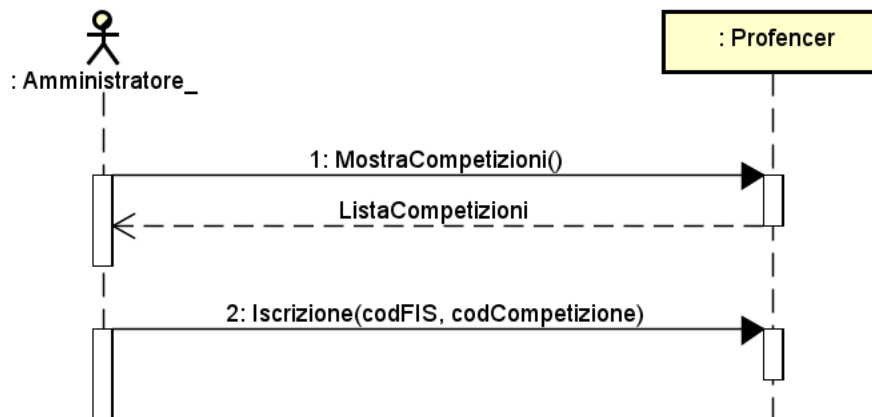 : Amministratore_
: Profencer
1: MostraCompetizioni()
ListaCompetizioni
2: Iscrizione(codFIS, codCompetizione)